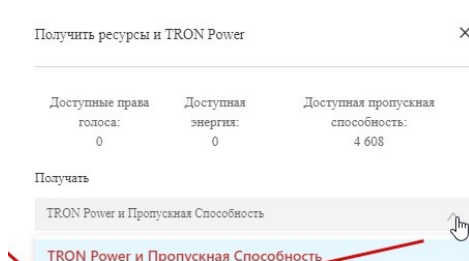 Получить ресурсы и TRON Power
Доступные права голоса:
0
Доступная энергия:
0
Доступная пропускная способность:
4 608
Получать
TRON Power и Пропускная Способность
TRON Power и Пропускная Способность